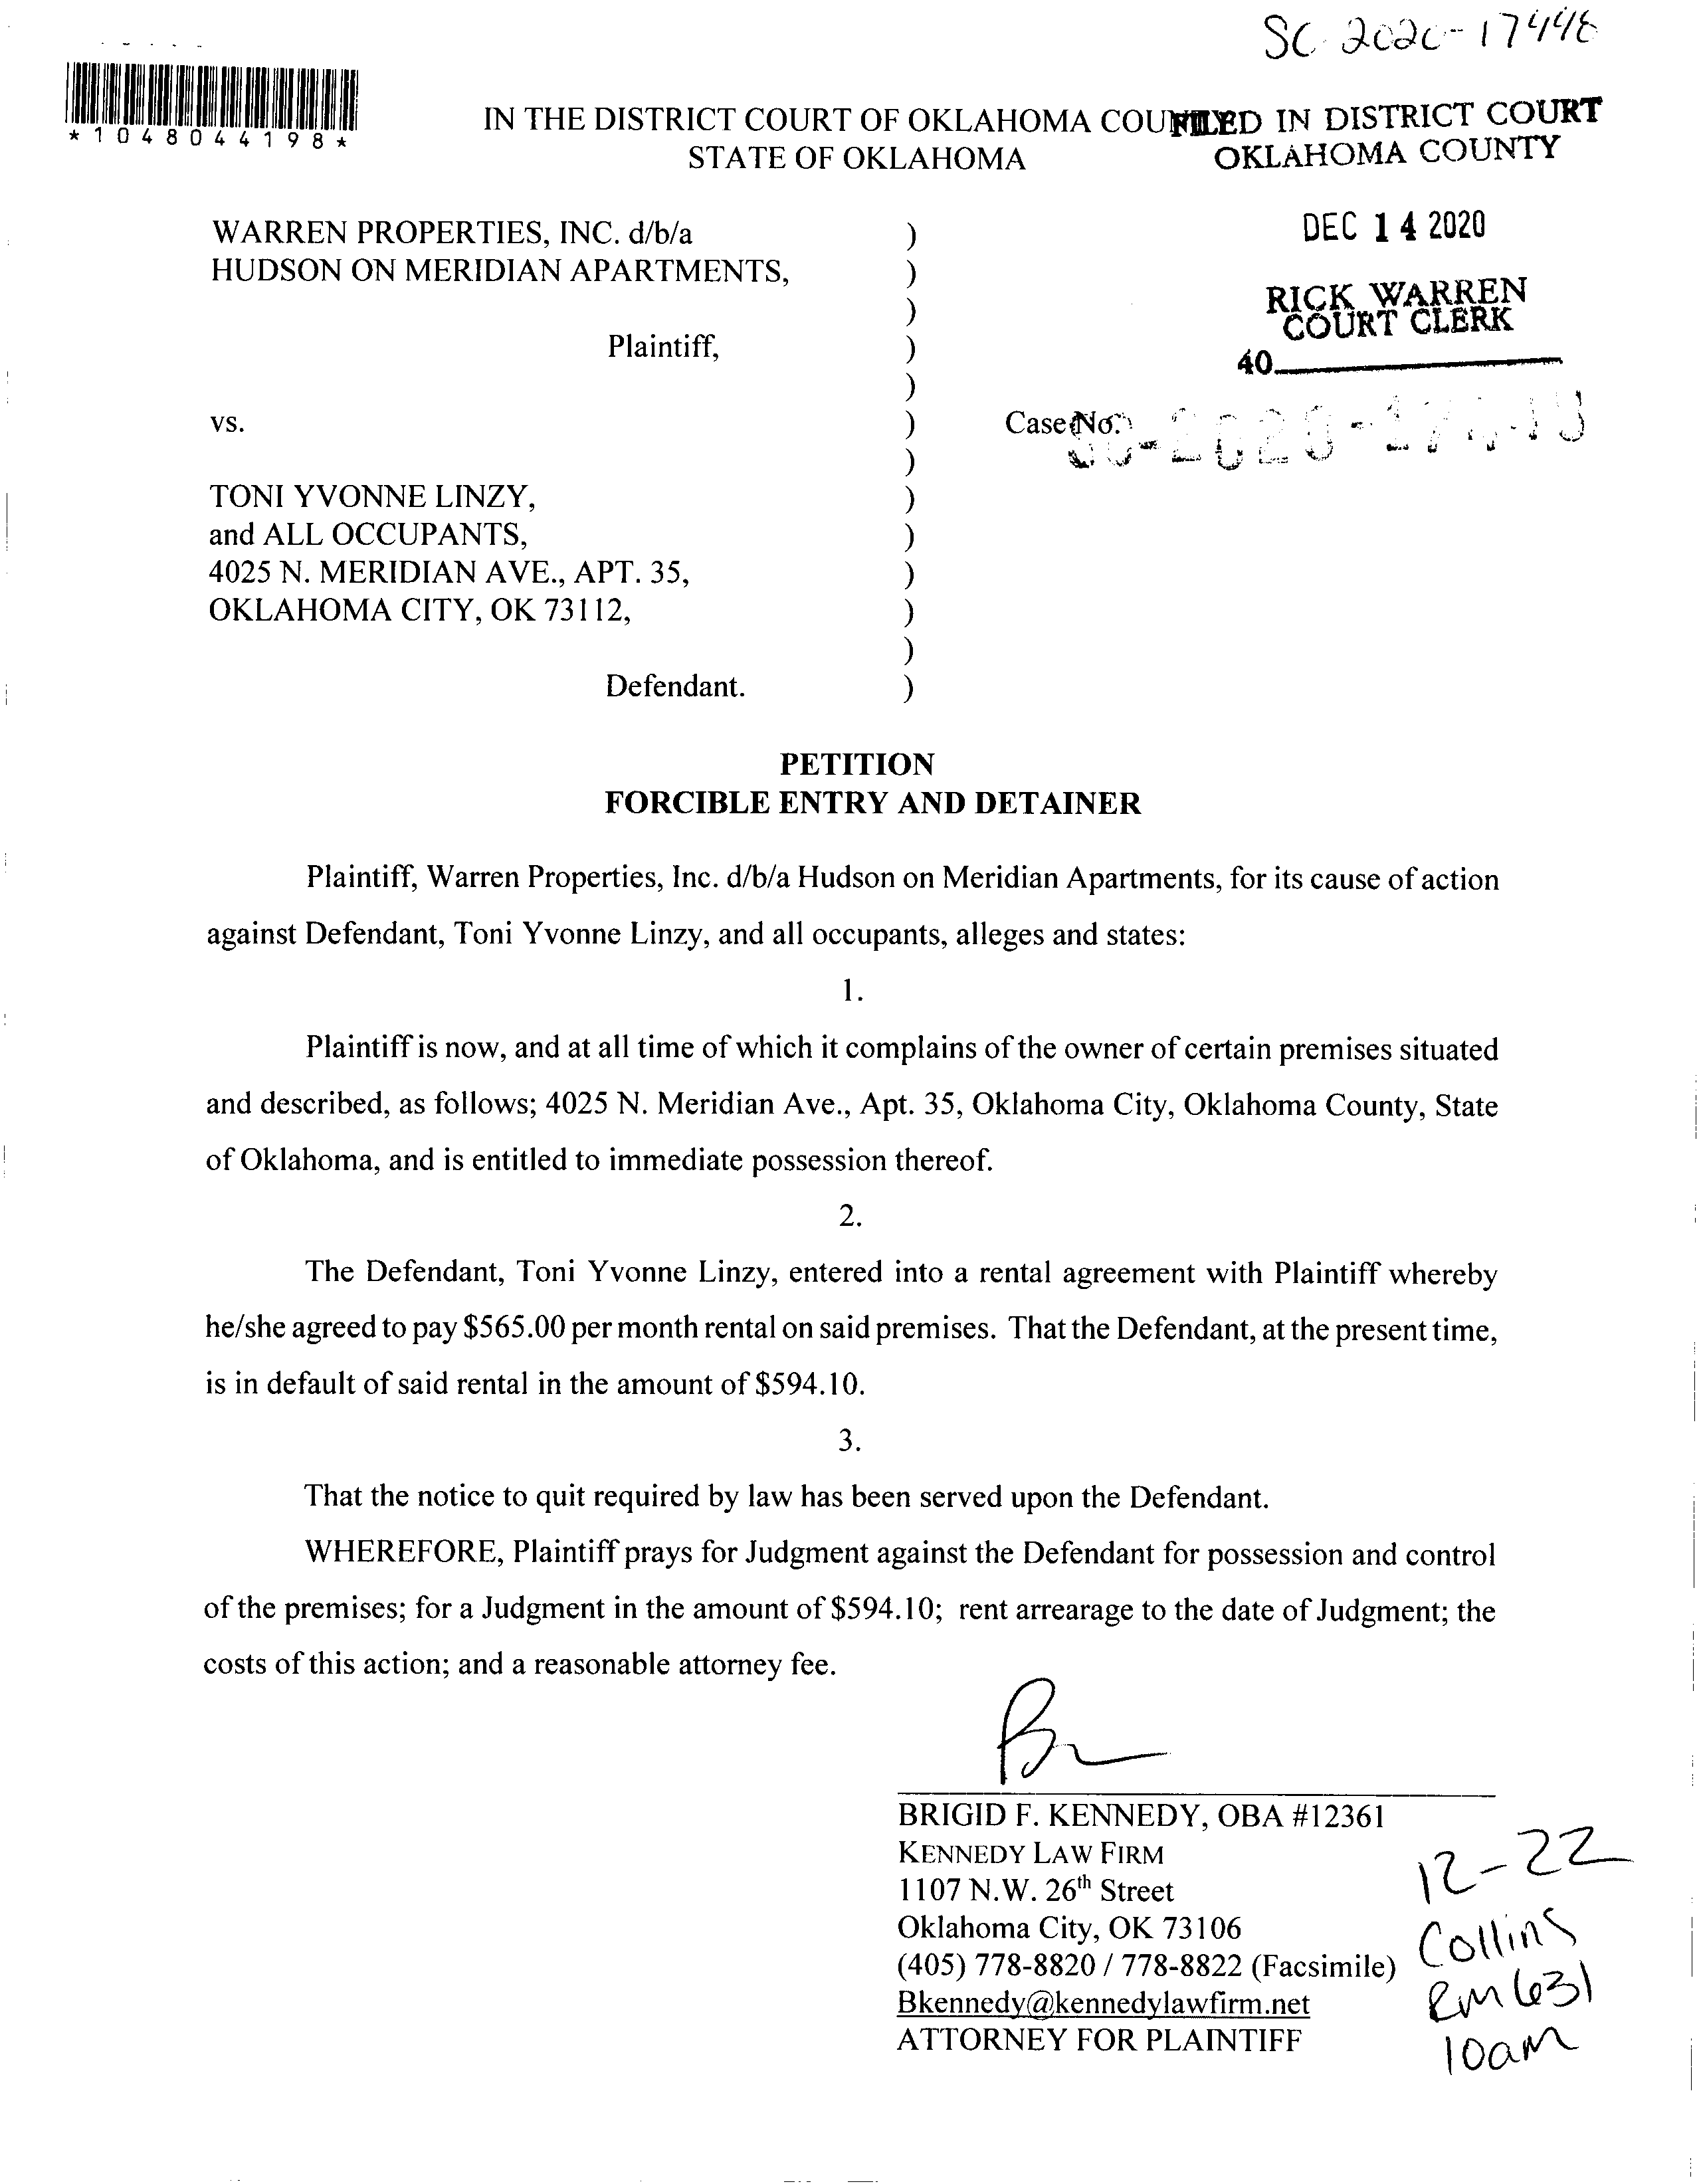 SC-2020-17448
*1048044198*
IN THE DISTRICT COURT OF OKLAHOMA COUNTY
STATE OF OKLAHOMA
FILED IN DISTRICT COURT
OKLAHOMA COUNTY
DEC 14 2020
RICK WARREN
COURT CLERK
40
WARREN PROPERTIES, INC. d/b/a )
HUDSON ON MERIDIAN APARTMENTS, )
)
Plaintiff, )
)
vs. ) Case No.
)
TONI YVONNE LINZY, )
and ALL OCCUPANTS, )
4025 N. MERIDIAN AVE., APT. 35, )
OKLAHOMA CITY, OK 73112, )
)
Defendant. )
PETITION
FORCIBLE ENTRY AND DETAINER
Plaintiff, Warren Properties, Inc. d/b/a Hudson on Meridian Apartments, for its cause of action
against Defendant, Toni Yvonne Linzy, and all occupants, alleges and states:
1.
Plaintiff is now, and at all time of which it complains of the owner of certain premises situated
and described, as follows; 4025 N. Meridian Ave., Apt. 35, Oklahoma City, Oklahoma County, State
of Oklahoma, and is entitled to immediate possession thereof.
2.
The Defendant, Toni Yvonne Linzy, entered into a rental agreement with Plaintiff whereby
he/she agreed to pay $565.00 per month rental on said premises. That the Defendant, at the present time,
is in default of said rental in the amount of $594.10.
3.
That the notice to quit required by law has been served upon the Defendant.
WHEREFORE, Plaintiff prays for Judgment against the Defendant for possession and control
of the premises; for a Judgment in the amount of $594.10; rent arrearage to the date of Judgment; the
costs of this action; and a reasonable attorney fee.
BRIGID F. KENNEDY, OBA #12361
KENNEDY LAW FIRM
1107 N.W. 26th Street
Oklahoma City, OK 73106
(405) 778-8820 / 778-8822 (Facsimile)
Bkennedy@kennedylawfirm.net
ATTORNEY FOR PLAINTIFF
12-22
Collins
Rm 631
10am